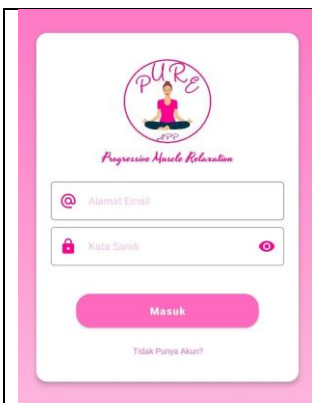 PURE
APP
Progressive Muscle Relaxation
Alamat Email
Kata Sandi
Masuk
Tidak Punya Akun?